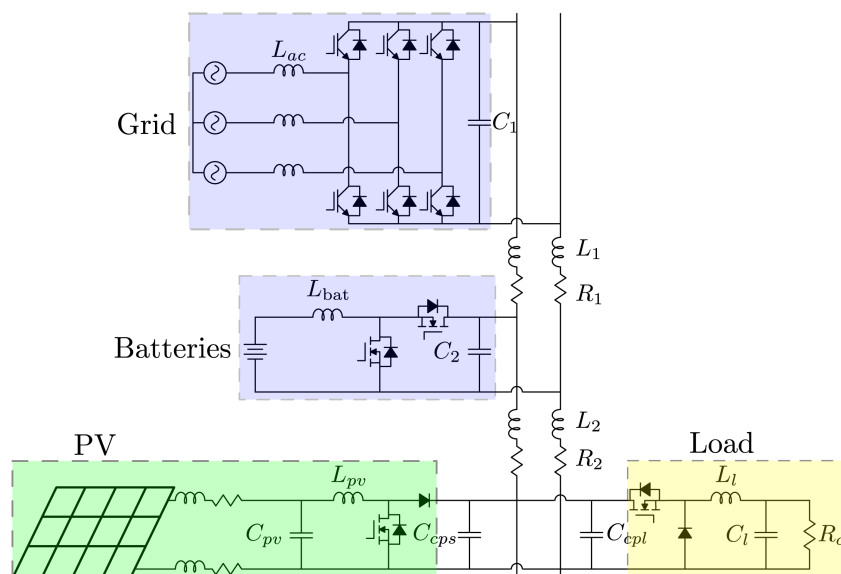 L_ac
Grid
C_1
L_1
R_1
L_bat
Batteries
C_2
L_2
R_2
PV
Load
L_pv
L_l
C_pv
C_cps
C_cpl
C_l